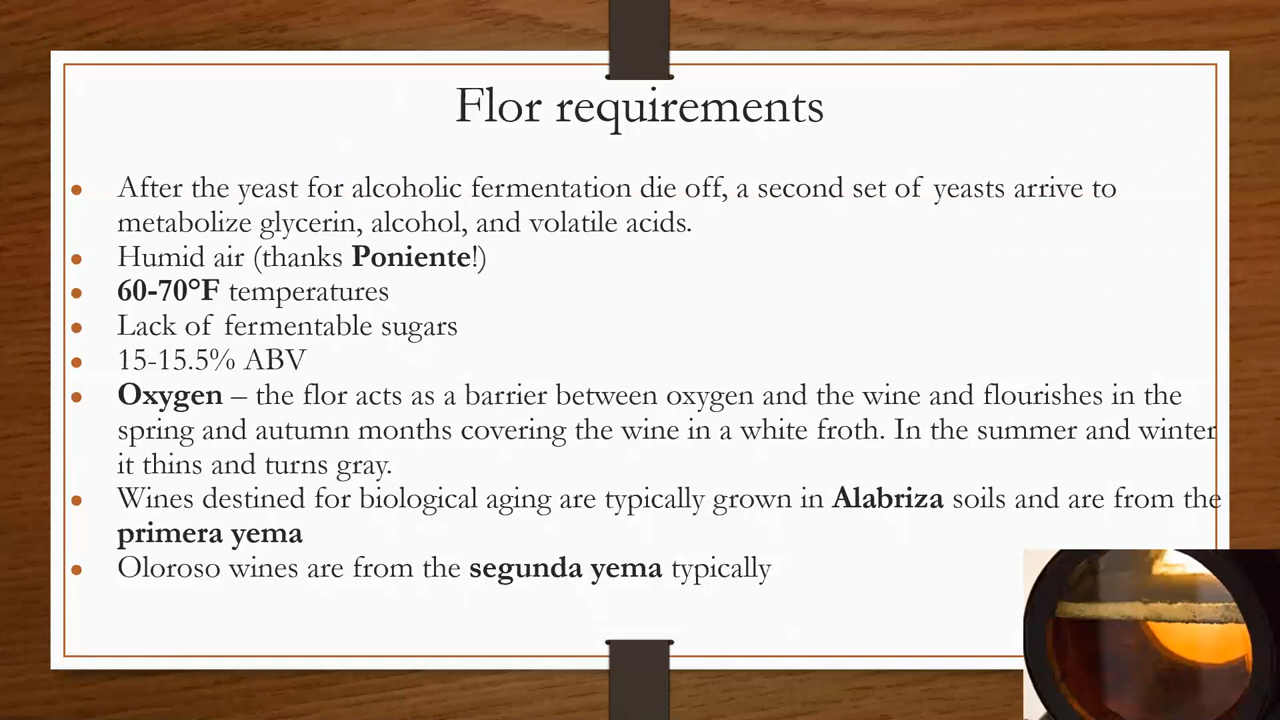 Flor requirements
• After the yeast for alcoholic fermentation die off, a second set of yeasts arrive to
metabolize glycerin, alcohol, and volatile acids.
• Humid air (thanks Poniente!)
• 60-70°F temperatures
• Lack of fermentable sugars
• 15-15.5% ABV
• Oxygen – the flor acts as a barrier between oxygen and the wine and flourishes in the
spring and autumn months covering the wine in a white froth. In the summer and winter
it thins and turns gray.
• Wines destined for biological aging are typically grown in Alabriza soils and are from the
primera yema
• Oloroso wines are from the segunda yema typically